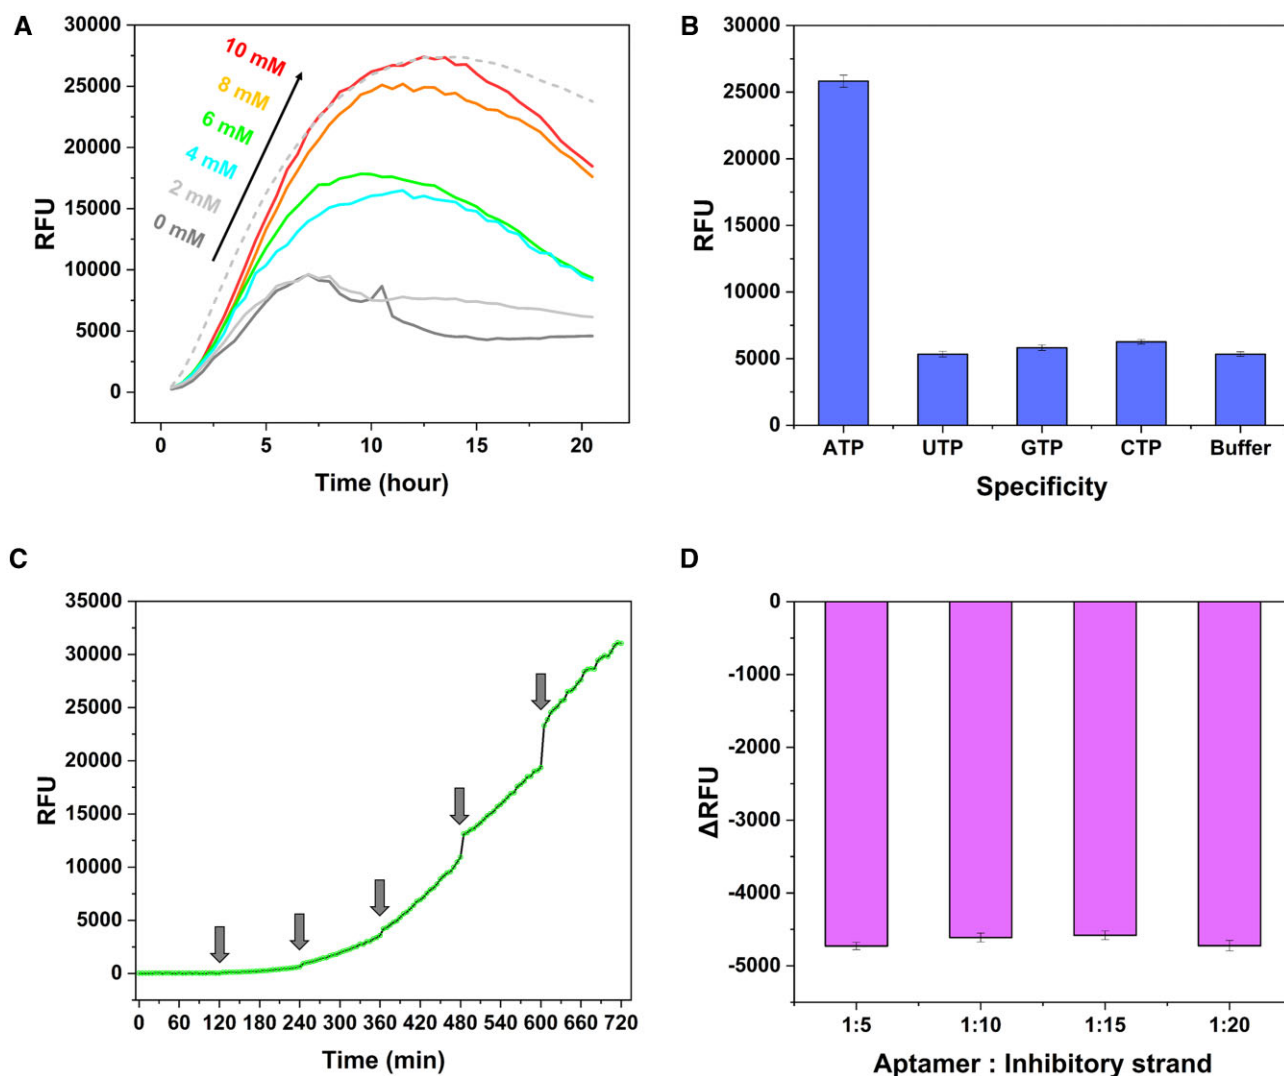 A
30000
25000
20000
15000
10000
5000
0
RFU
10 mM
8 mM
6 mM
4 mM
2 mM
0 mM
0 5 10 15 20
Time (hour)
B
30000
25000
20000
15000
10000
5000
0
RFU
ATP UTP GTP CTP Buffer
Specificity
C
35000
30000
25000
20000
15000
10000
5000
0
RFU
0 60 120 180 240 300 360 420 480 540 600 660 720
Time (min)
D
0
-1000
-2000
-3000
-4000
-5000
ΔRFU
1:5 1:10 1:15 1:20
Aptamer : Inhibitory strand